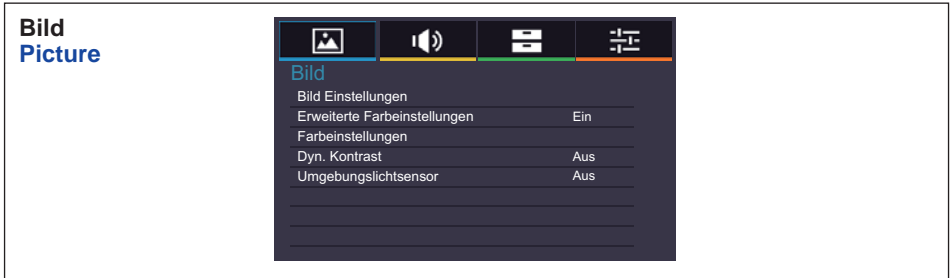 Bild
Picture
Bild
Bild Einstellungen
Erweiterte Farbeinstellungen Ein
Farbeinstellungen
Dyn. Kontrast Aus
Umgebungslichtsensor Aus